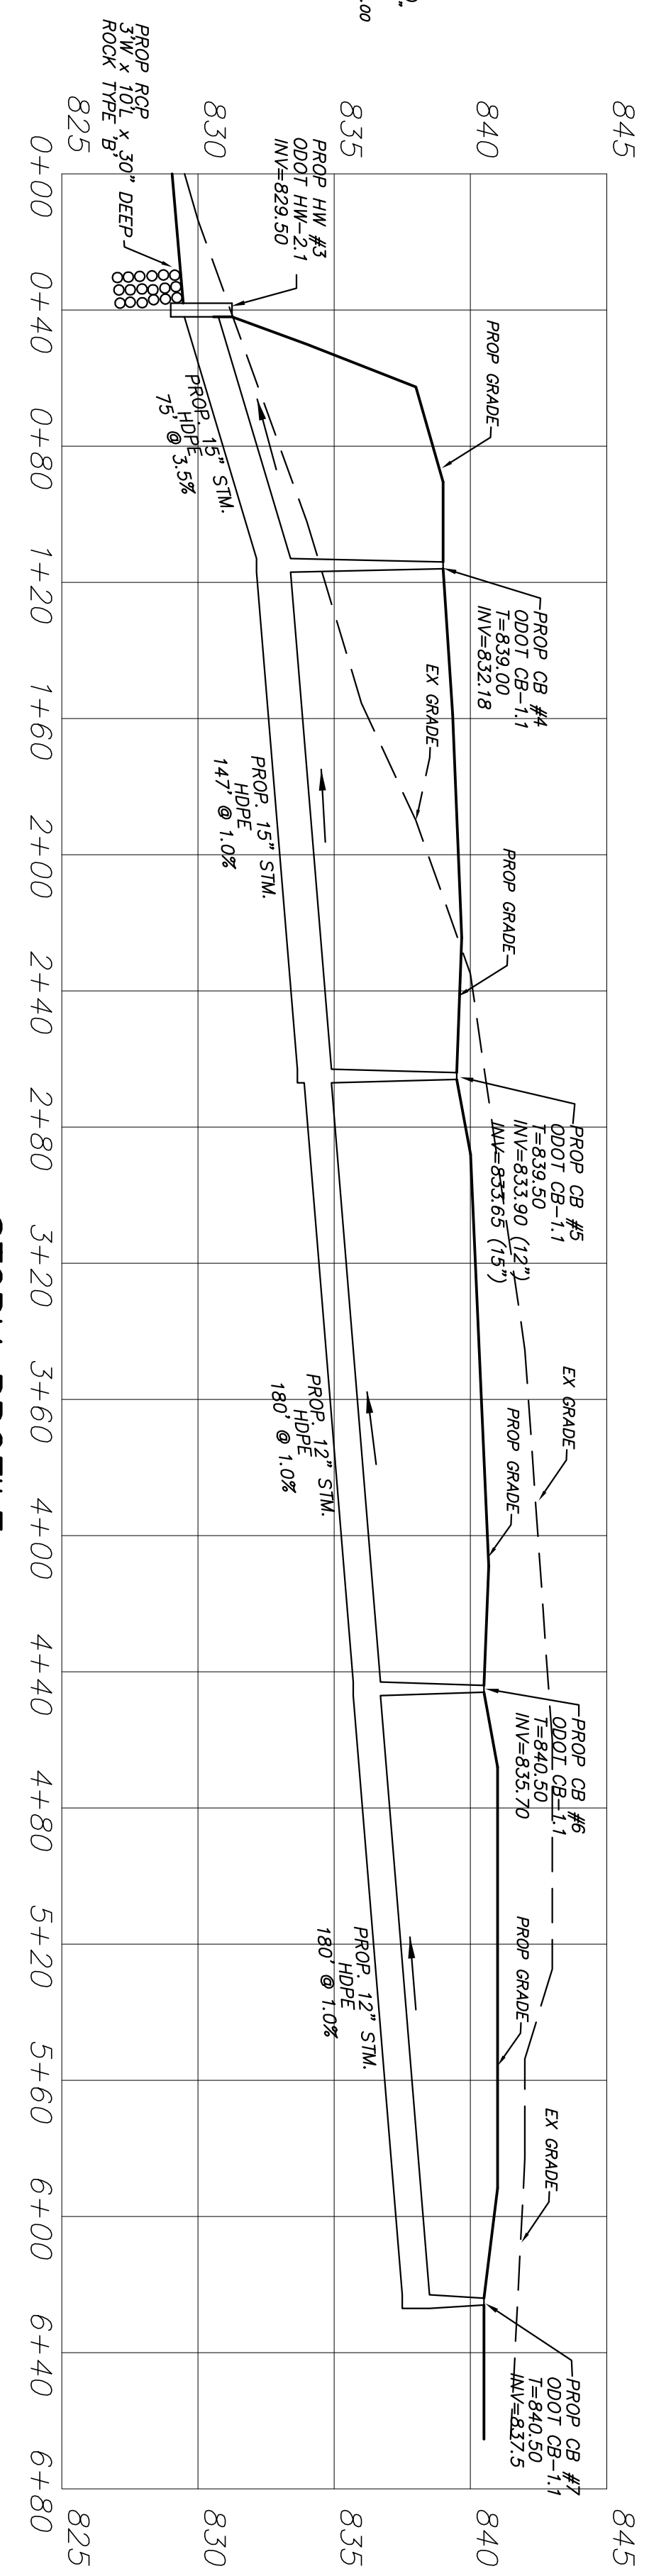 845
840
835
830
825
0+00
0+40
0+80
1+20
1+60
2+00
2+40
2+80
3+20
3+60
4+00
4+40
4+80
5+20
5+60
6+00
6+40
6+80
845
840
835
830
825
.00
PROP RCP
3'W x 10'L x 30" DEEP
ROCK TYPE 'B'
PROP HW #3
ODOT HW-2.1
INV=829.50
PROP GRADE
PROP. 15" STM.
HDPE
75' @ 3.5%
PROP CB #4
ODOT CB-1.1
T=839.00
INV=832.18
EX GRADE
PROP. 15" STM.
HDPE
147' @ 1.0%
PROP GRADE
PROP CB #5
ODOT CB-1.1
T=839.50
INV=833.90 (12")
INV=833.65 (15")
EX GRADE
PROP GRADE
PROP. 12" STM.
HDPE
180' @ 1.0%
PROP CB #6
ODOT CB-1.1
T=840.50
INV=835.70
PROP GRADE
PROP. 12" STM.
HDPE
180' @ 1.0%
EX GRADE
PROP CB #7
ODOT CB-1.1
T=840.50
INV=837.5